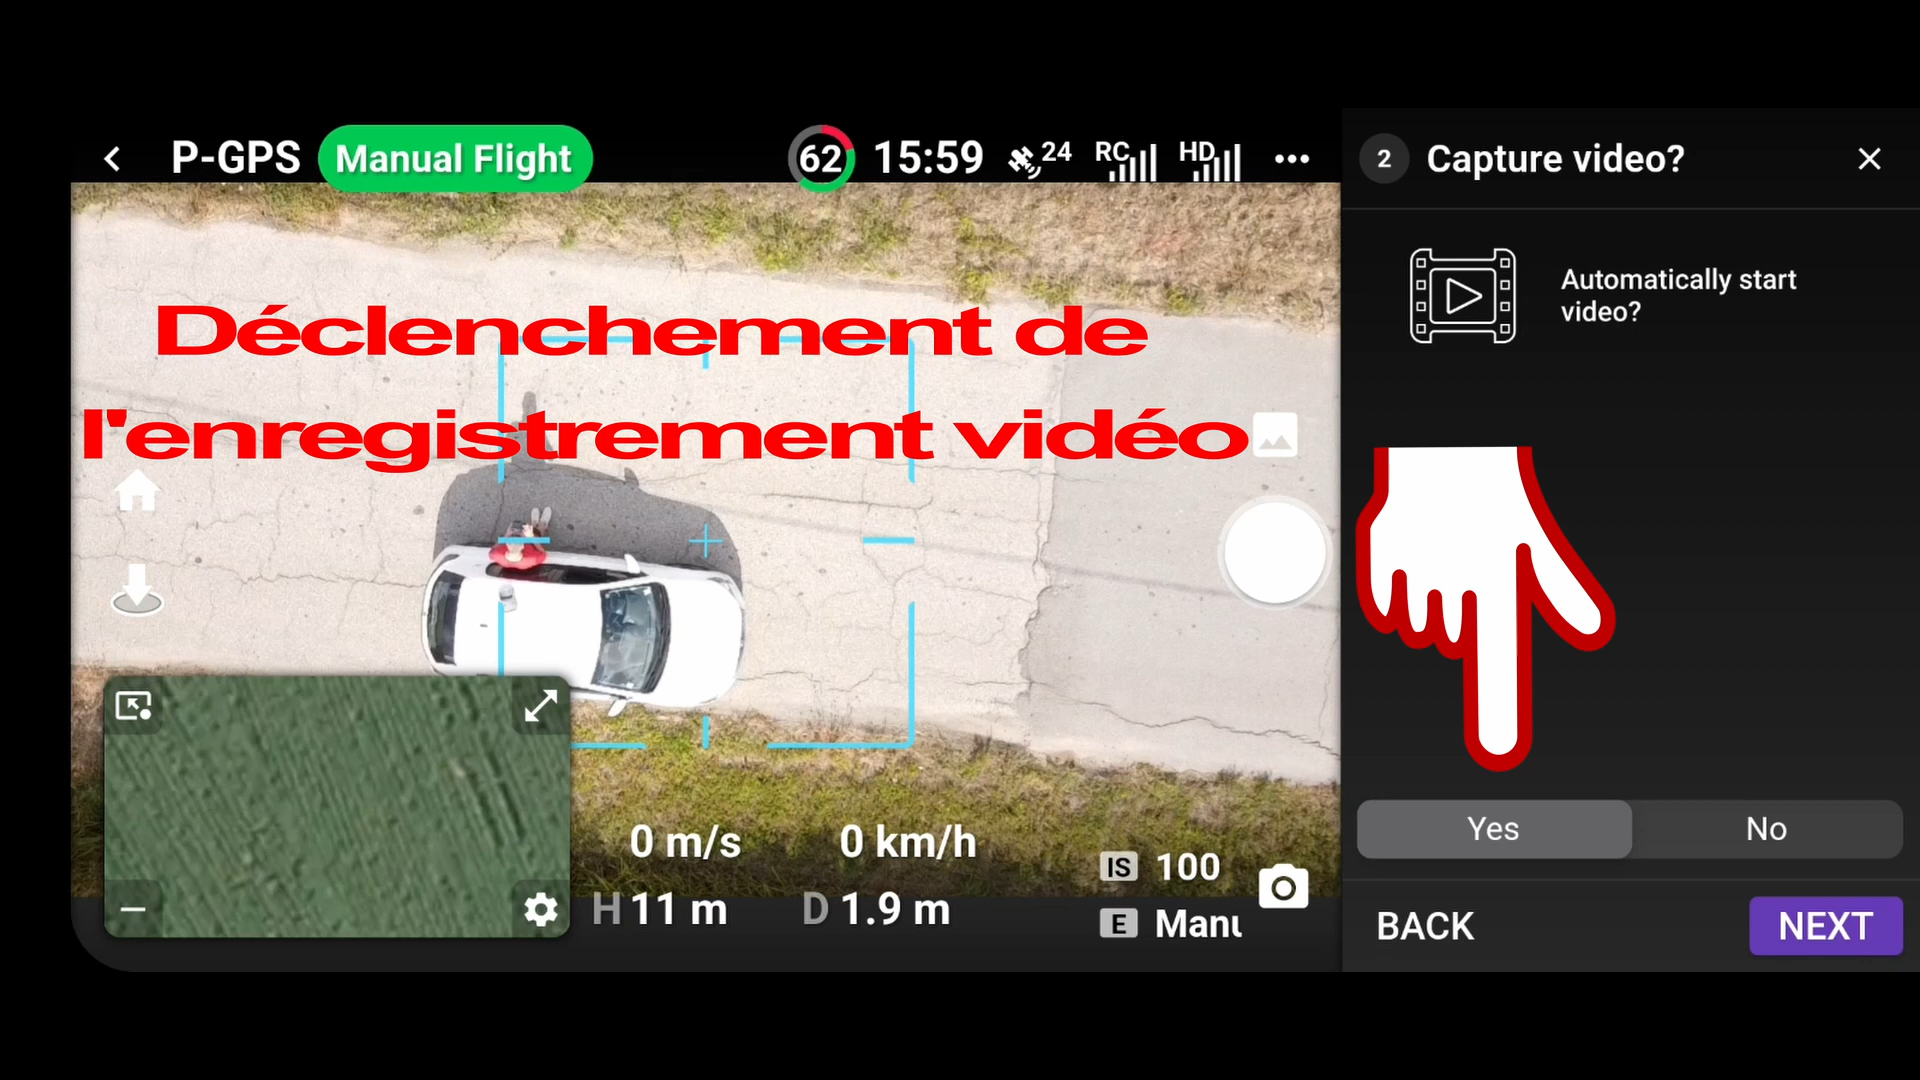 P-GPS Manual Flight 62 15:59 24 RC HD
Déclenchement de
l'enregistrement vidéo
0 m/s 0 km/h
H 11 m D 1.9 m
IS 100
E Manu
2 Capture video?
Automatically start
video?
Yes No
BACK NEXT